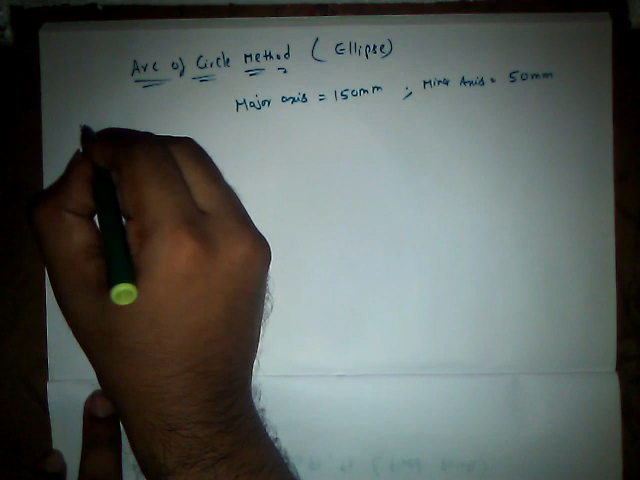 Arc of Circle Method (Ellipse)
Major axis = 150mm ; Minor Axis = 50mm